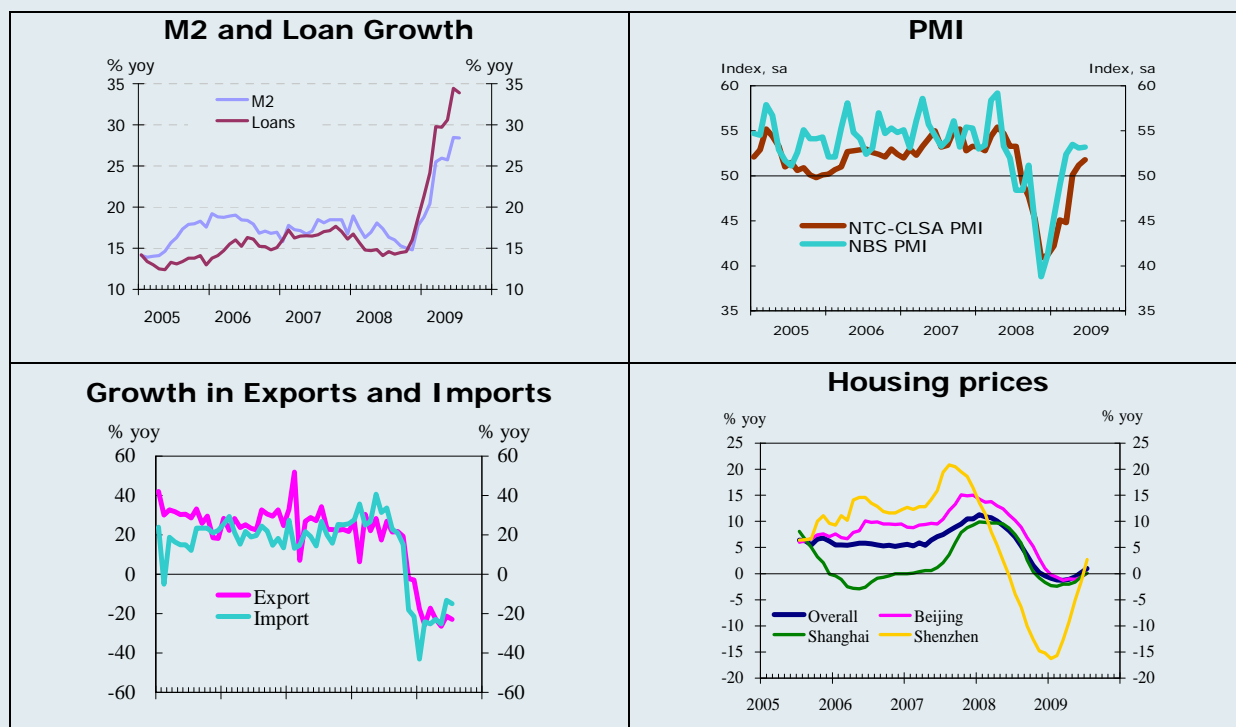 M2 and Loan Growth
% yoy % yoy
35 35
M2
Loans
30 30
25 25
20 20
15 15
10 10
2005 2006 2007 2008 2009
PMI
Index, sa Index, sa
60 60
55 55
50 50
NTC-CLSA PMI
45 45
NBS PMI
40 40
35 35
2005 2006 2007 2008 2009
Growth in Exports and Imports
% yoy % yoy
60 60
40 40
20 20
0 0
Export
-20 -20
Import
-40 -40
-60 -60
Housing prices
% yoy % yoy
25 25
20 20
15 15
10 10
5 5
0 0
-5 -5
Overall Beijing
-10 -10
Shanghai Shenzhen
-15 -15
-20 -20
2005 2006 2007 2008 2009